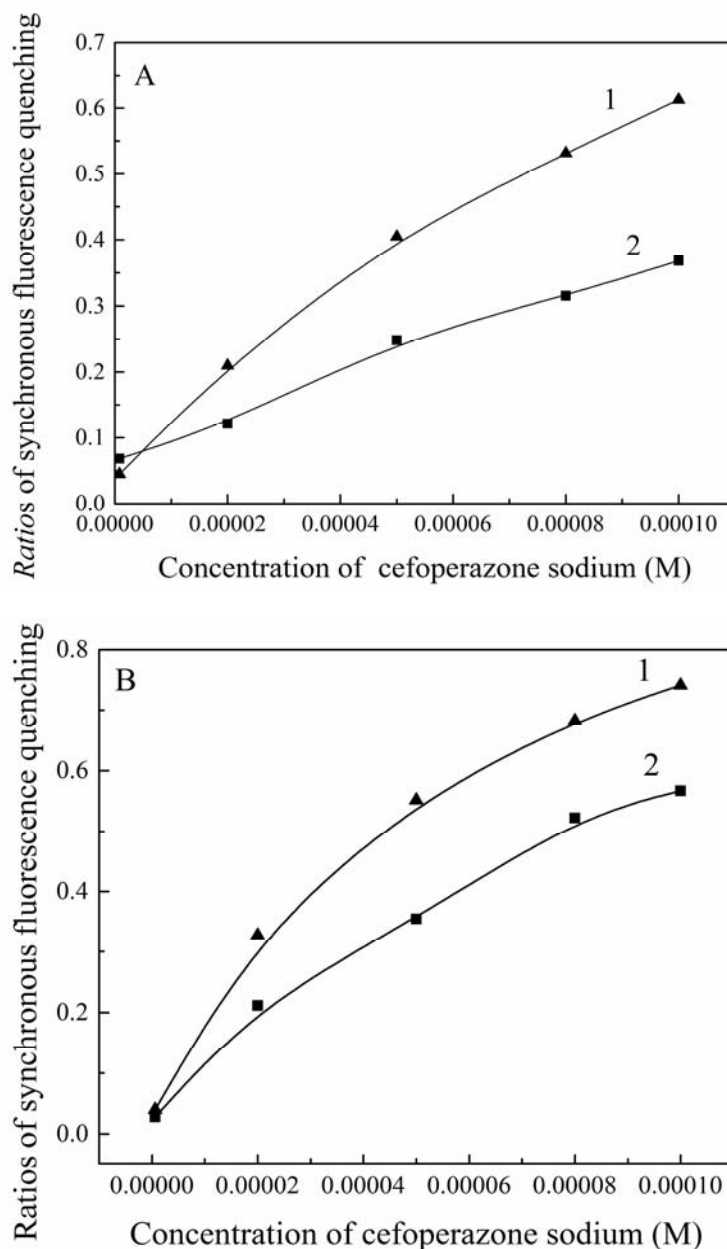 A
1
2
0.7
0.6
0.5
0.4
0.3
0.2
0.1
0.0
Ratios of synchronous fluorescence quenching
0.00000 0.00002 0.00004 0.00006 0.00008 0.00010
Concentration of cefoperazone sodium (M)
B
1
2
0.8
0.6
0.4
0.2
0.0
Ratios of synchronous fluorescence quenching
0.00000 0.00002 0.00004 0.00006 0.00008 0.00010
Concentration of cefoperazone sodium (M)